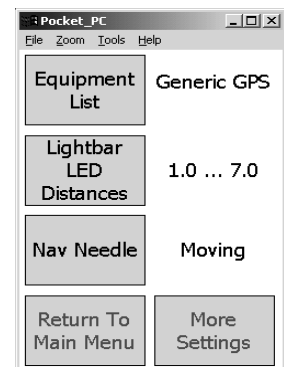 Pocket_PC
File Zoom Tools Help
Equipment
List
Generic GPS
Lightbar
LED
Distances
1.0 ... 7.0
Nav Needle
Moving
Return To
Main Menu
More
Settings